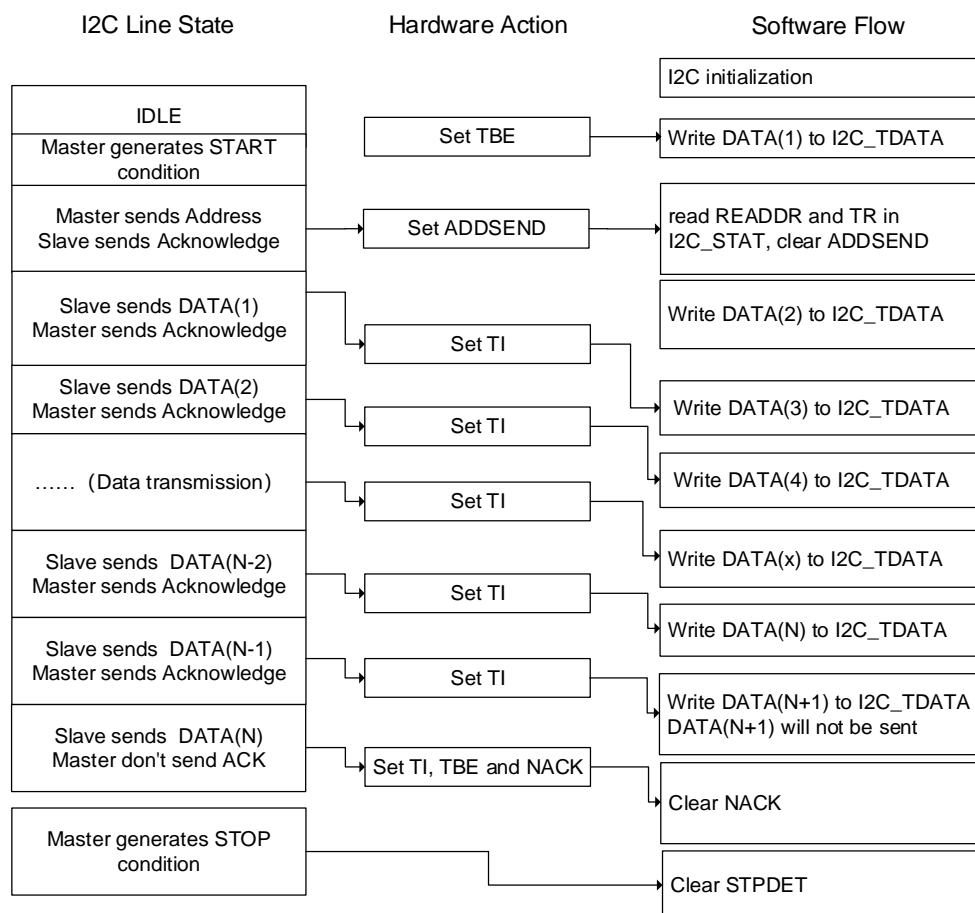 I2C Line State
Hardware Action
Software Flow
I2C initialization
IDLE
Set TBE
Write DATA(1) to I2C_TDATA
Master generates START
condition
Master sends Address
Slave sends Acknowledge
Set ADDSEND
read READDR and TR in
I2C_STAT, clear ADDSEND
Slave sends DATA(1)
Master sends Acknowledge
Write DATA(2) to I2C_TDATA
Set TI
Slave sends DATA(2)
Master sends Acknowledge
Write DATA(3) to I2C_TDATA
Set TI
...... (Data transmission)
Write DATA(4) to I2C_TDATA
Set TI
Write DATA(x) to I2C_TDATA
Slave sends DATA(N-2)
Master sends Acknowledge
Set TI
Write DATA(N) to I2C_TDATA
Slave sends DATA(N-1)
Master sends Acknowledge
Set TI
Write DATA(N+1) to I2C_TDATA
DATA(N+1) will not be sent
Slave sends DATA(N)
Master don't send ACK
Set TI, TBE and NACK
Clear NACK
Master generates STOP
condition
Clear STPDET